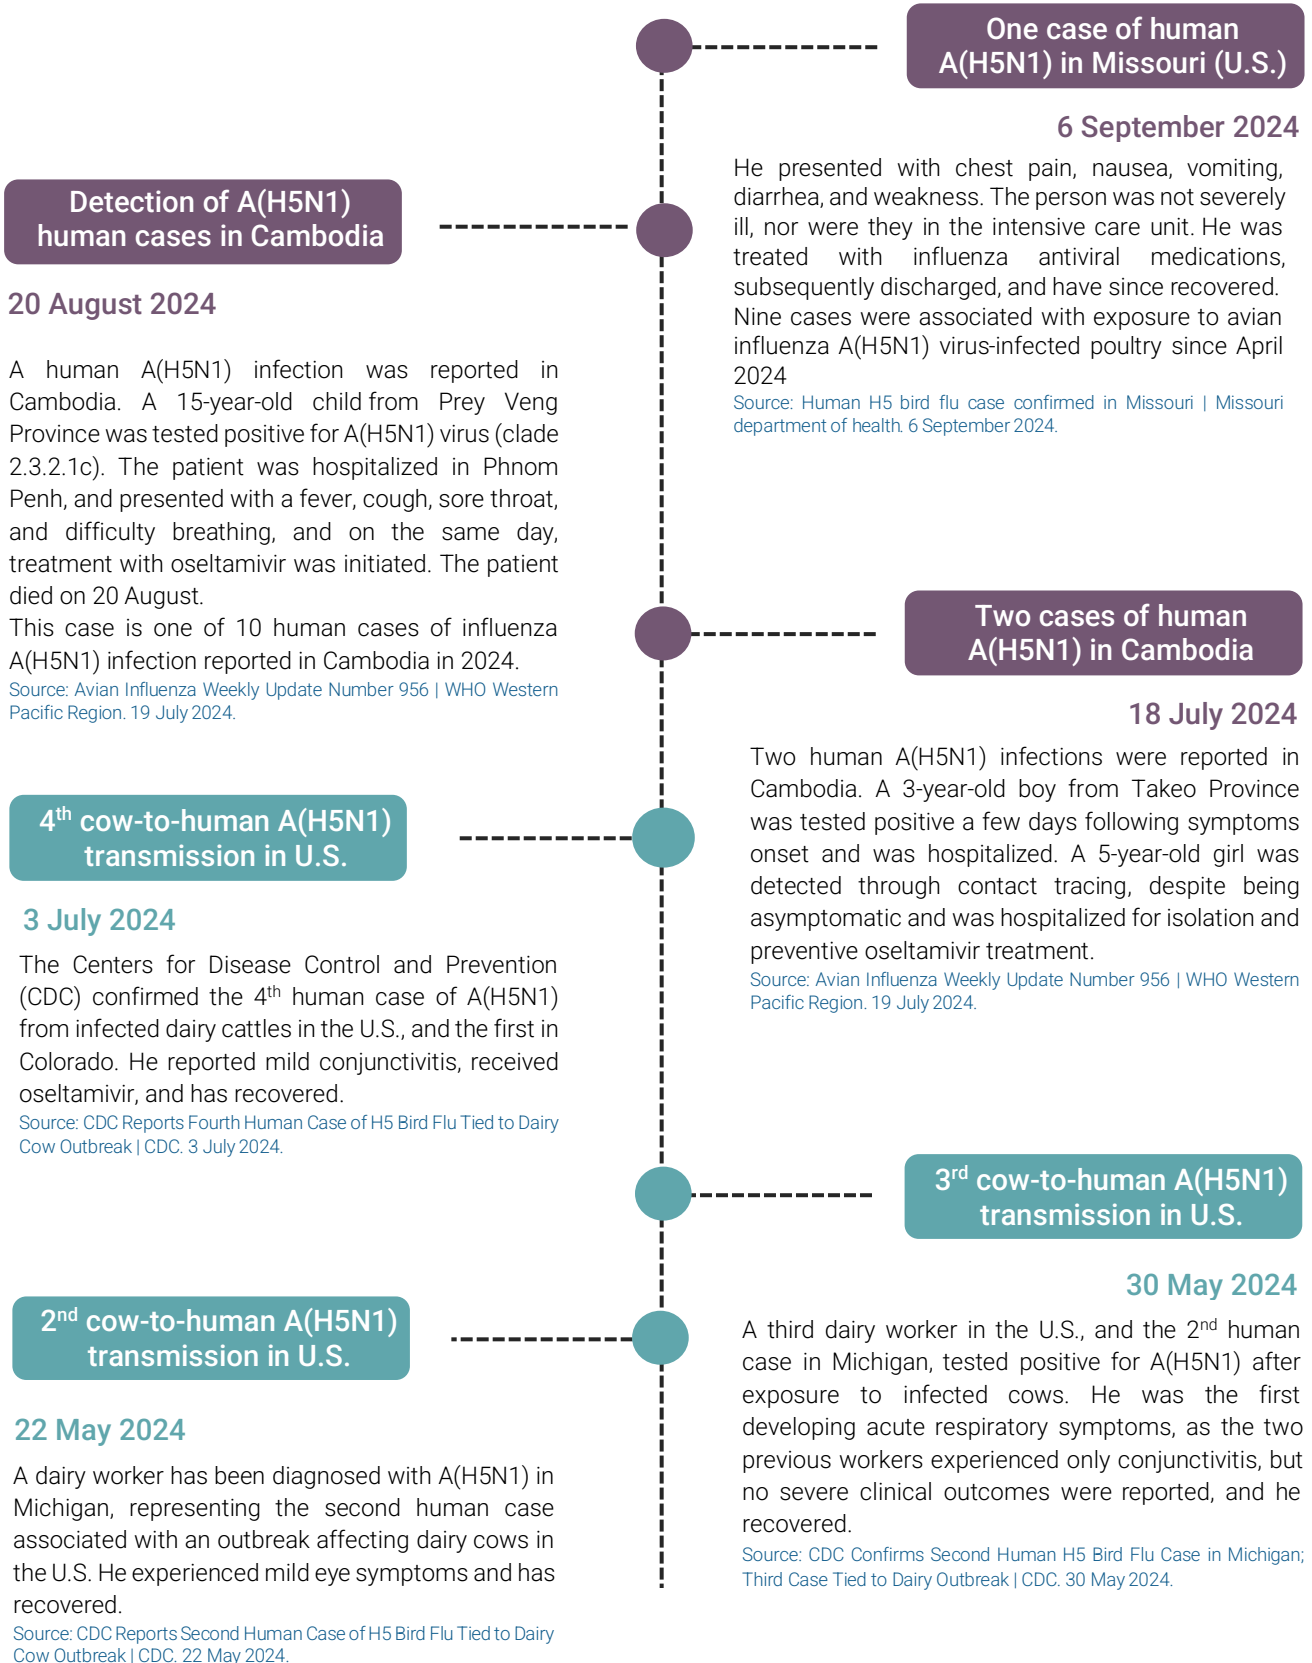 One case of human
A(H5N1) in Missouri (U.S.)
6 September 2024
He presented with chest pain, nausea, vomiting,
diarrhea, and weakness. The person was not severely
ill, nor were they in the intensive care unit. He was
treated with influenza antiviral medications,
subsequently discharged, and have since recovered.
Nine cases were associated with exposure to avian
influenza A(H5N1) virus-infected poultry since April
2024
Source: Human H5 bird flu case confirmed in Missouri | Missouri
department of health. 6 September 2024.
Detection of A(H5N1)
human cases in Cambodia
20 August 2024
A human A(H5N1) infection was reported in
Cambodia. A 15-year-old child from Prey Veng
Province was tested positive for A(H5N1) virus (clade
2.3.2.1c). The patient was hospitalized in Phnom
Penh, and presented with a fever, cough, sore throat,
and difficulty breathing, and on the same day,
treatment with oseltamivir was initiated. The patient
died on 20 August.
This case is one of 10 human cases of influenza
A(H5N1) infection reported in Cambodia in 2024.
Source: Avian Influenza Weekly Update Number 956 | WHO Western
Pacific Region. 19 July 2024.
Two cases of human
A(H5N1) in Cambodia
18 July 2024
Two human A(H5N1) infections were reported in
Cambodia. A 3-year-old boy from Takeo Province
was tested positive a few days following symptoms
onset and was hospitalized. A 5-year-old girl was
detected through contact tracing, despite being
asymptomatic and was hospitalized for isolation and
preventive oseltamivir treatment.
Source: Avian Influenza Weekly Update Number 956 | WHO Western
Pacific Region. 19 July 2024.
4th cow-to-human A(H5N1)
transmission in U.S.
3 July 2024
The Centers for Disease Control and Prevention
(CDC) confirmed the 4th human case of A(H5N1)
from infected dairy cattles in the U.S., and the first in
Colorado. He reported mild conjunctivitis, received
oseltamivir, and has recovered.
Source: CDC Reports Fourth Human Case of H5 Bird Flu Tied to Dairy
Cow Outbreak | CDC. 3 July 2024.
3rd cow-to-human A(H5N1)
transmission in U.S.
30 May 2024
A third dairy worker in the U.S., and the 2nd human
case in Michigan, tested positive for A(H5N1) after
exposure to infected cows. He was the first
developing acute respiratory symptoms, as the two
previous workers experienced only conjunctivitis, but
no severe clinical outcomes were reported, and he
recovered.
Source: CDC Confirms Second Human H5 Bird Flu Case in Michigan;
Third Case Tied to Dairy Outbreak | CDC. 30 May 2024.
2nd cow-to-human A(H5N1)
transmission in U.S.
22 May 2024
A dairy worker has been diagnosed with A(H5N1) in
Michigan, representing the second human case
associated with an outbreak affecting dairy cows in
the U.S. He experienced mild eye symptoms and has
recovered.
Source: CDC Reports Second Human Case of H5 Bird Flu Tied to Dairy
Cow Outbreak | CDC. 22 May 2024.